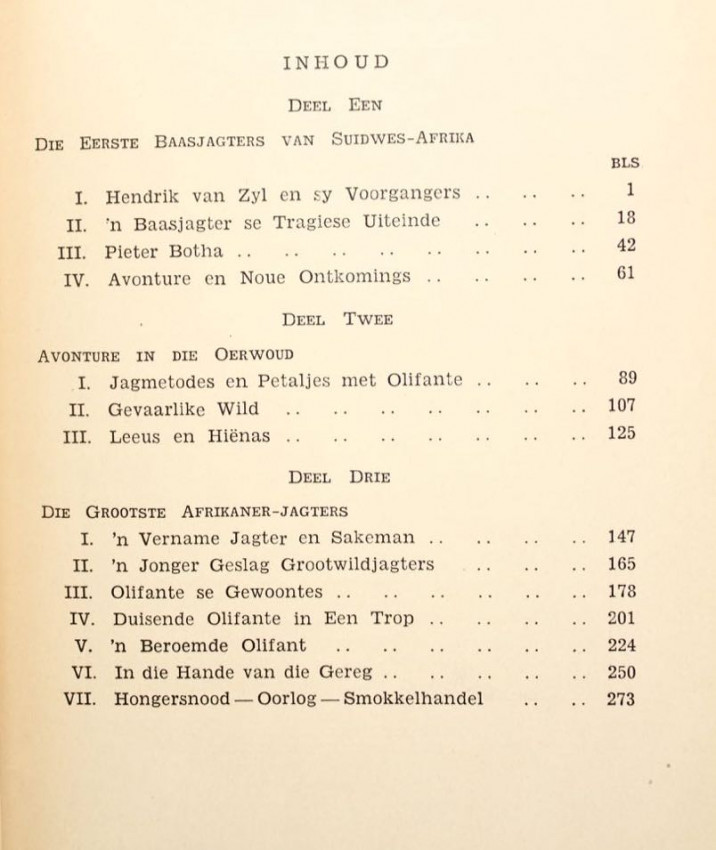 INHOUD
DEEL EEN
DIE EERSTE BAASJAGTERS VAN SUIDWES-AFRIKA
BLS
I. Hendrik van Zyl en sy Voorgangers .. .. .. 1
II. 'n Baasjagter se Tragiese Uiteinde .. .. .. 18
III. Pieter Botha .. .. .. .. .. .. .. .. 42
IV. Avonture en Noue Ontkomings .. .. .. .. 61
DEEL TWEE
AVONTURE IN DIE OERWOUD
I. Jagmetodes en Petaljes met Olifante .. .. .. 89
II. Gevaarlike Wild .. .. .. .. .. .. .. 107
III. Leeus en Hiënas .. .. .. .. .. .. .. 125
DEEL DRIE
DIE GROOTSTE AFRIKANER-JAGTERS
I. 'n Vername Jagter en Sakeman .. .. .. .. 147
II. 'n Jonger Geslag Grootwildjagters .. .. .. 165
III. Olifante se Gewoontes .. .. .. .. .. .. 178
IV. Duisende Olifante in Een Trop .. .. .. .. 201
V. 'n Beroemde Olifant .. .. .. .. .. .. 224
VI. In die Hande van die Gereg .. .. .. .. .. 250
VII. Hongersnood — Oorlog — Smokkelhandel .. .. 273